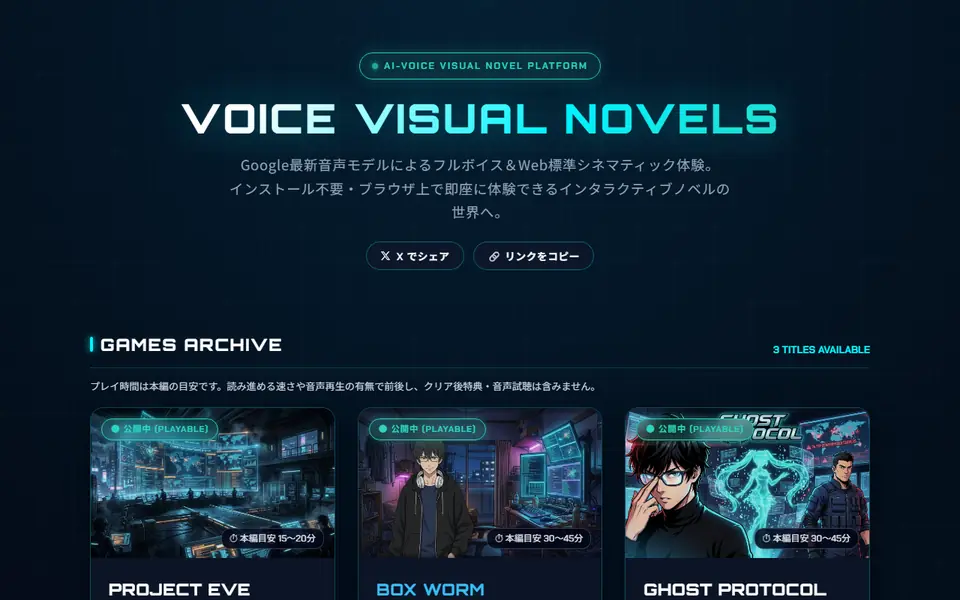 AI-VOICE VISUAL NOVEL PLATFORM
VOICE VISUAL NOVELS
Google最新音声モデルによるフルボイス＆Web標準シネマティック体験。
インストール不要・ブラウザ上で即座に体験できるインタラクティブノベルの
世界へ。
X でシェア
リンクをコピー
GAMES ARCHIVE
3 TITLES AVAILABLE
プレイ時間は本編の目安です。読み進める速さや音声再生の有無で前後し、クリア後特典・音声試聴は含みません。
公開中 (PLAYABLE)
本編目安 15〜20分
PROJECT EVE
公開中 (PLAYABLE)
本編目安 30〜45分
BOX WORM
公開中 (PLAYABLE)
本編目安 30〜45分
GHOST PROTOCOL